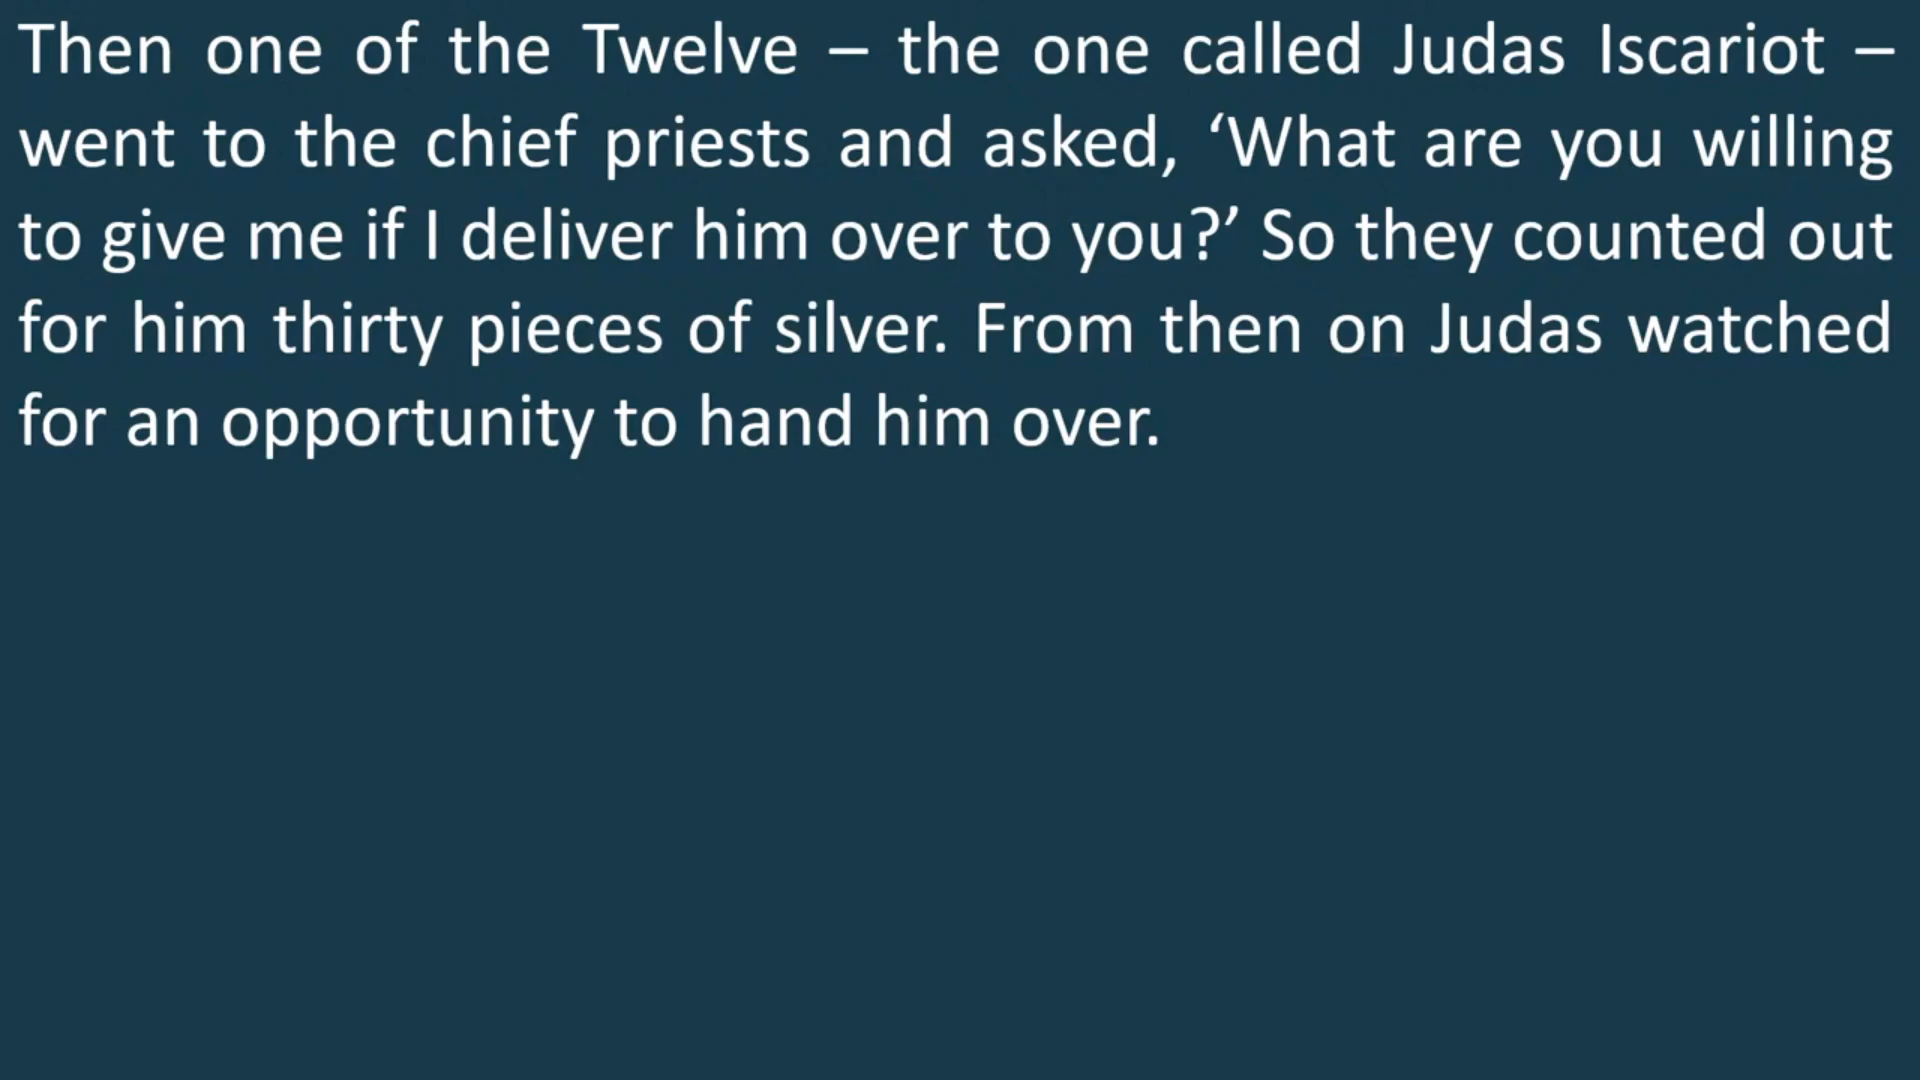 Then one of the Twelve – the one called Judas Iscariot –
went to the chief priests and asked, ‘What are you willing
to give me if I deliver him over to you?’ So they counted out
for him thirty pieces of silver. From then on Judas watched
for an opportunity to hand him over.